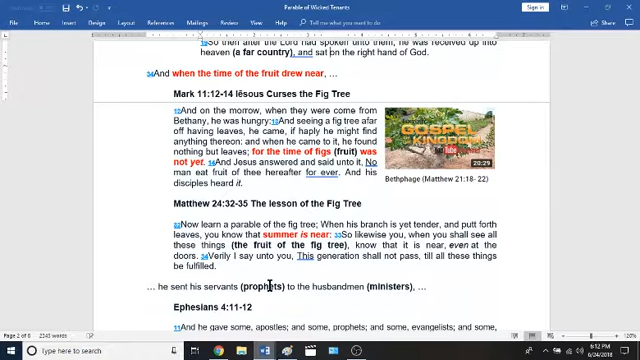 Parable of Wicked Tenants
Sign in
File Home Insert Design Layout References Mailings Review View Help Tell me what you want to do
19So then after the Lord had spoken unto them, he was received up into
heaven (a far country), and sat on the right hand of God.
34And when the time of the fruit drew near, …
Mark 11:12-14 Iēsous Curses the Fig Tree
12And on the morrow, when they were come from
Bethany, he was hungry: 13And seeing a fig tree afar
off having leaves, he came, if haply he might find
anything thereon: and when he came to it, he found
nothing but leaves; for the time of figs (fruit) was
not yet. 14And Jesus answered and said unto it, No
man eat fruit of thee hereafter for ever. And his
disciples heard it.
GOSPEL
KINGDOM
YouTube
20:29
Bethphage (Matthew 21:18- 22)
Matthew 24:32-35 The lesson of the Fig Tree
32Now learn a parable of the fig tree; When his branch is yet tender, and putt forth
leaves, you know that summer is near: 33So likewise you, when you shall see all
these things (the fruit of the fig tree), know that it is near, even at the
doors. 34Verily I say unto you, This generation shall not pass, till all these things
be fulfilled.
… he sent his servants (prophets) to the husbandmen (ministers), …
Ephesians 4:11-12
11And he gave some, apostles; and some, prophets; and some, evangelists; and some,
Page 2 of 6 2345 words
Type here to search
6:12 PM
6/24/2018